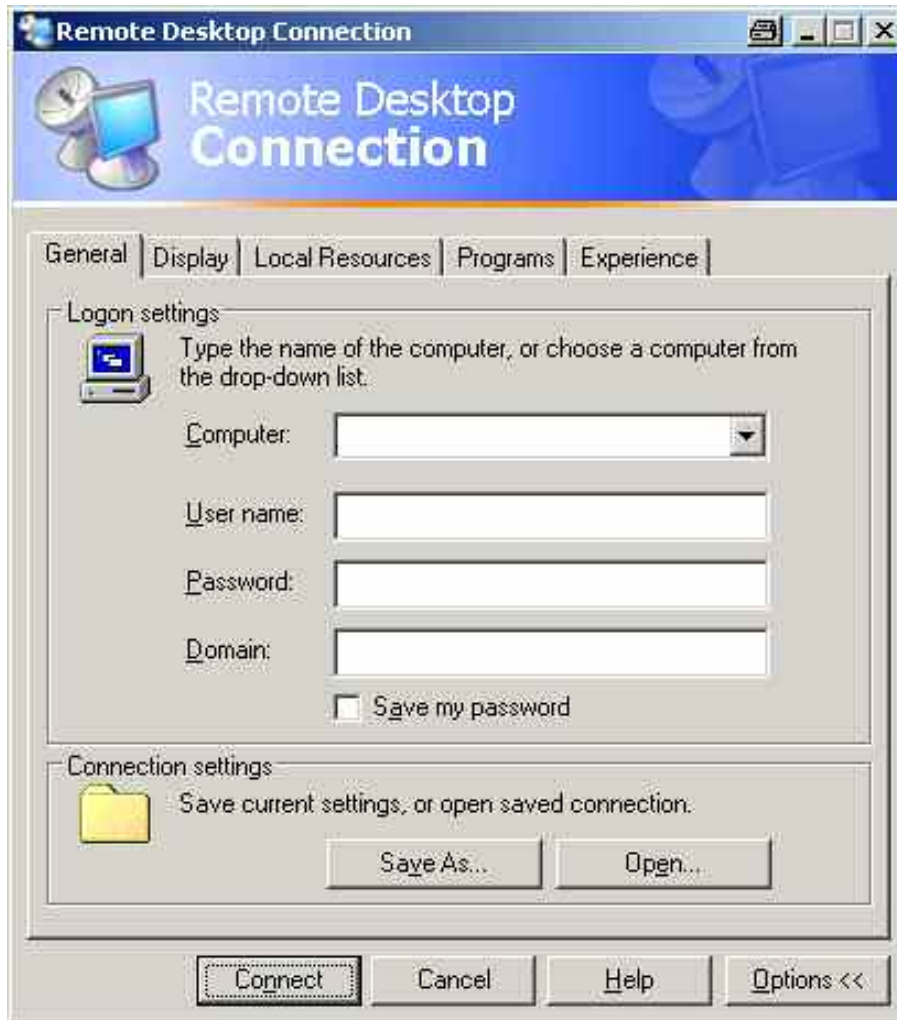 Remote Desktop Connection
Remote Desktop
Connection
General Display Local Resources Programs Experience
Logon settings
Type the name of the computer, or choose a computer from
the drop-down list.
Computer:
User name:
Password:
Domain:
Save my password
Connection settings
Save current settings, or open saved connection.
Save As... Open...
Connect Cancel Help Options <<